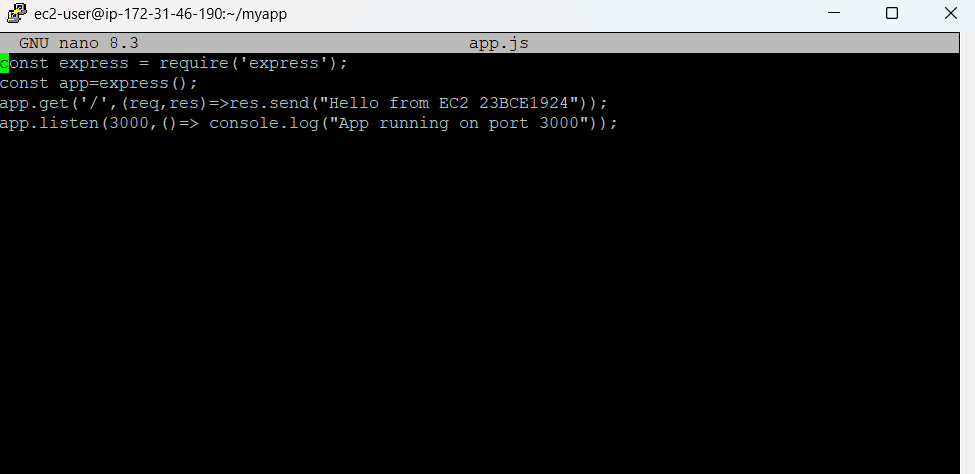 ec2-user@ip-172-31-46-190:~/myapp
GNU nano 8.3 app.js
const express = require('express');
const app=express();
app.get('/',(req,res)=>res.send("Hello from EC2 23BCE1924"));
app.listen(3000,()=> console.log("App running on port 3000"));